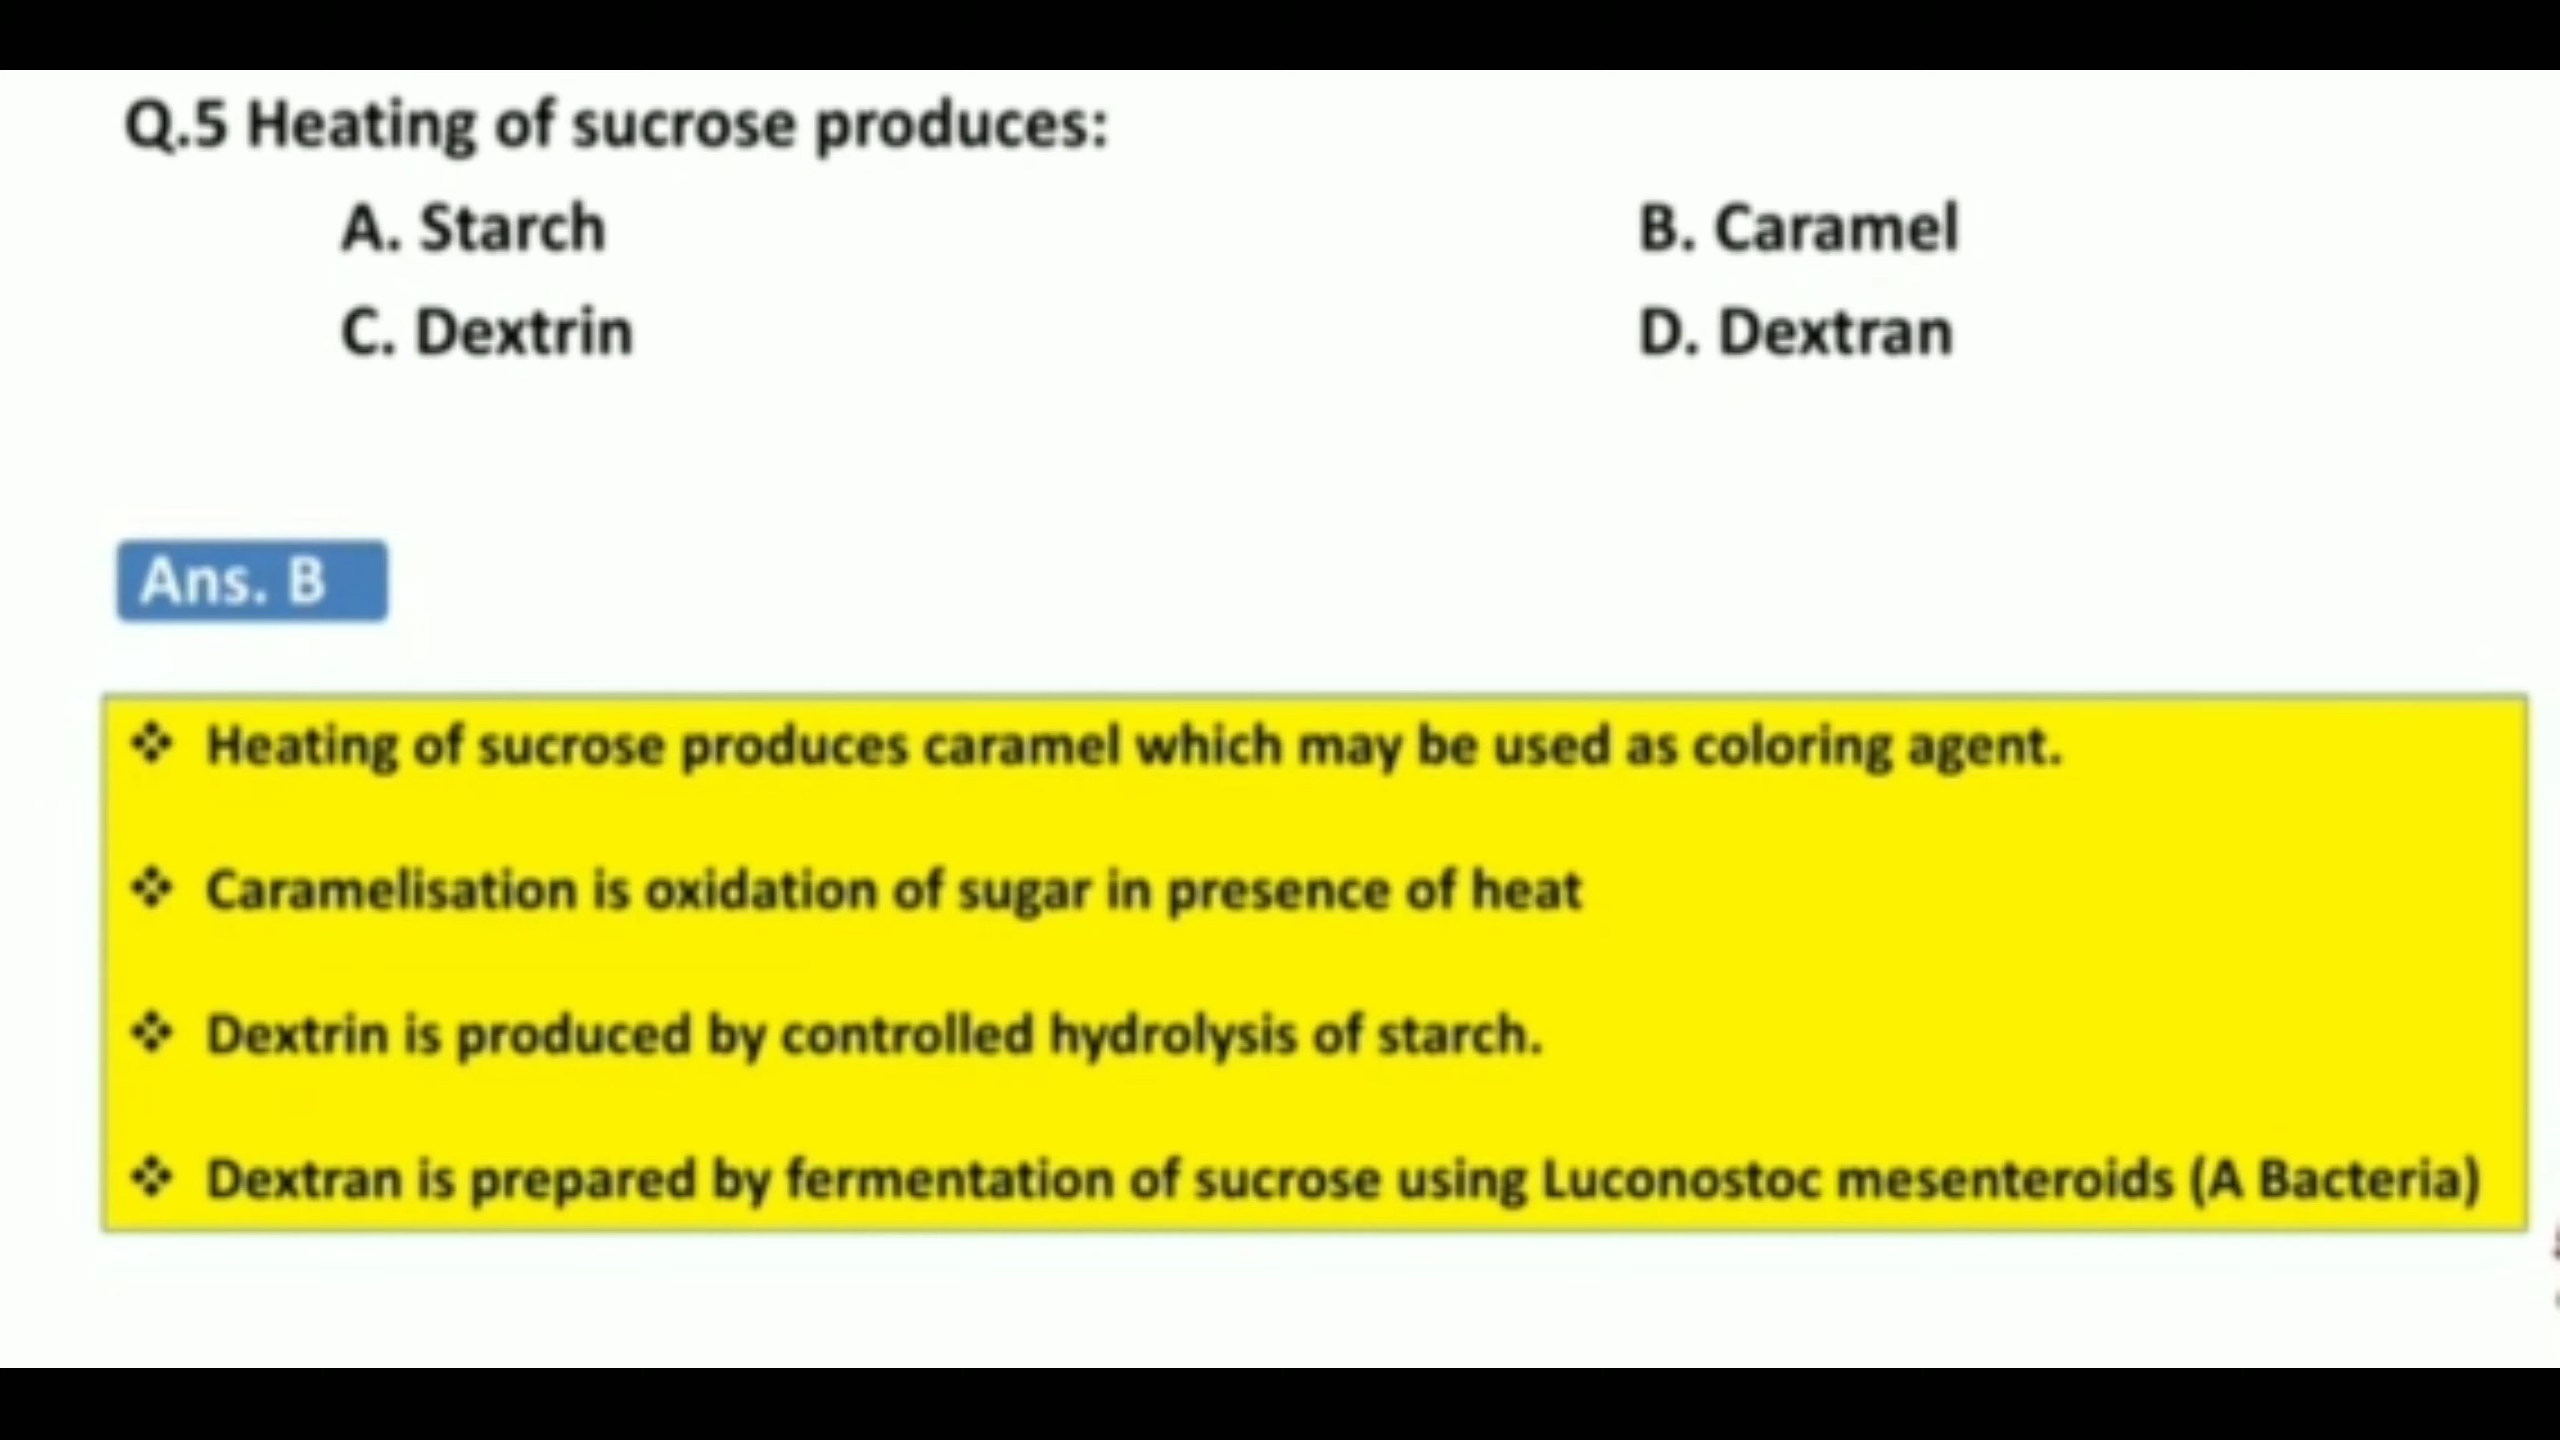 Q.5 Heating of sucrose produces:
A. Starch
B. Caramel
C. Dextrin
D. Dextran
Ans. B
❖ Heating of sucrose produces caramel which may be used as coloring agent.
❖ Caramelisation is oxidation of sugar in presence of heat
❖ Dextrin is produced by controlled hydrolysis of starch.
❖ Dextran is prepared by fermentation of sucrose using Luconostoc mesenteroids (A Bacteria)